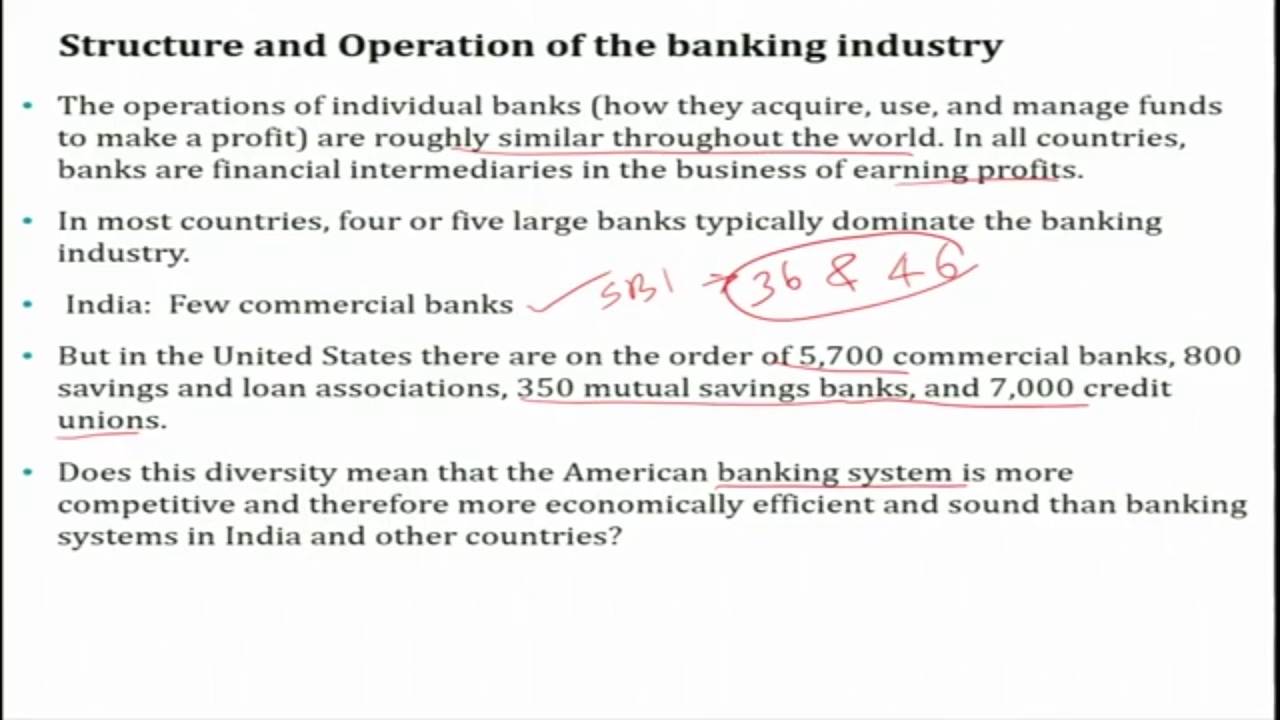 Structure and Operation of the banking industry
• The operations of individual banks (how they acquire, use, and manage funds
to make a profit) are roughly similar throughout the world. In all countries,
banks are financial intermediaries in the business of earning profits.
• In most countries, four or five large banks typically dominate the banking
industry.
• India: Few commercial banks ✓ SBI → 36 & 46
• But in the United States there are on the order of 5,700 commercial banks, 800
savings and loan associations, 350 mutual savings banks, and 7,000 credit
unions.
• Does this diversity mean that the American banking system is more
competitive and therefore more economically efficient and sound than banking
systems in India and other countries?